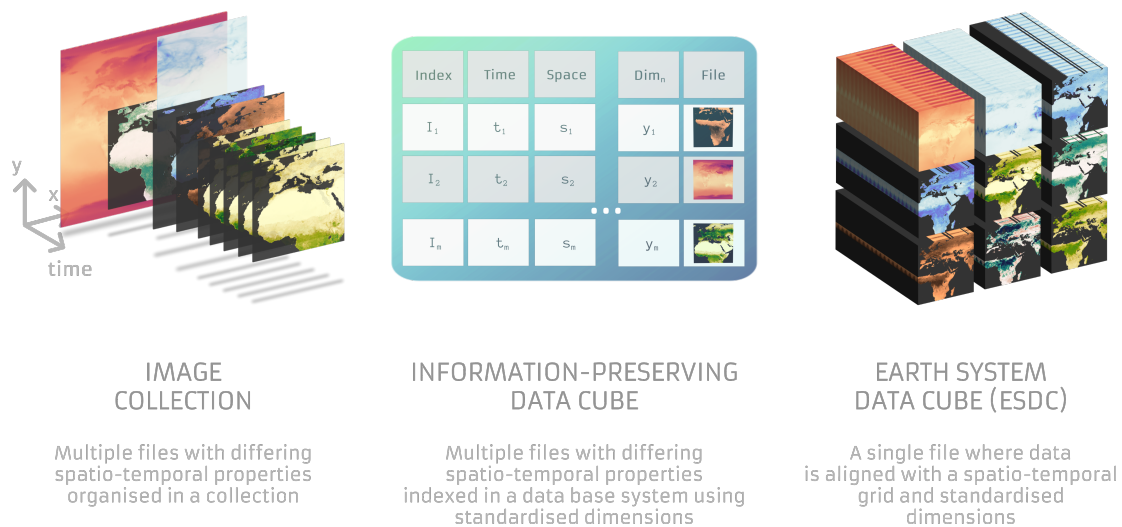 y
x
time
Index Time Space Dimₙ File
I₁ t₁ s₁ y₁
I₂ t₂ s₂ y₂
...
Iₘ tₘ sₘ yₘ
IMAGE
COLLECTION
Multiple files with differing
spatio-temporal properties
organised in a collection
INFORMATION-PRESERVING
DATA CUBE
Multiple files with differing
spatio-temporal properties
indexed in a data base system using
standardised dimensions
EARTH SYSTEM
DATA CUBE (ESDC)
A single file where data
is aligned with a spatio-temporal
grid and standardised
dimensions